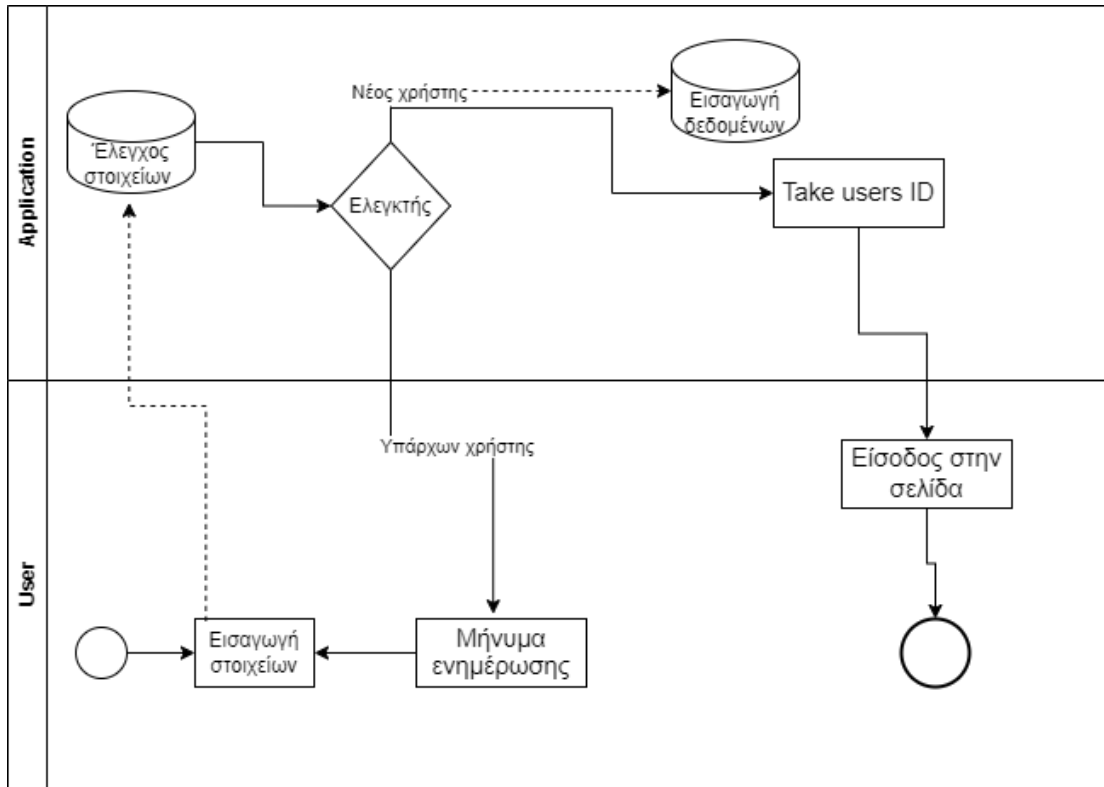 Application
Νέος χρήστης
Εισαγωγή
δεδομένων
Έλεγχος
στοιχείων
Ελεγκτής
Take users ID
User
Υπάρχων χρήστης
Είσοδος στην
σελίδα
Εισαγωγή
στοιχείων
Μήνυμα
ενημέρωσης